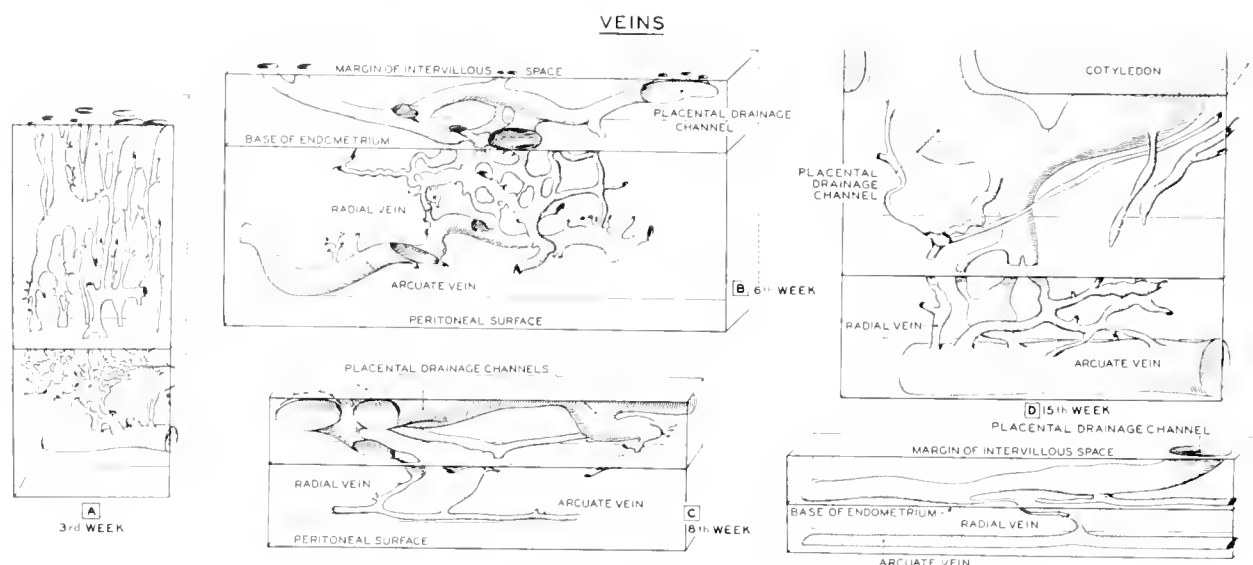 VEINS
A
3rd WEEK
MARGIN OF INTERVILLOUS SPACE
PLACENTAL DRAINAGE
CHANNEL
BASE OF ENDOMETRIUM
RADIAL VEIN
ARCUATE VEIN
PERITONEAL SURFACE
B 6th WEEK
PLACENTAL DRAINAGE CHANNELS
RADIAL VEIN
ARCUATE VEIN
PERITONEAL SURFACE
C
8th WEEK
COTYLEDON
PLACENTAL
DRAINAGE
CHANNEL
RADIAL VEIN
ARCUATE VEIN
D 15th WEEK
PLACENTAL DRAINAGE CHANNEL
MARGIN OF INTERVILLOUS SPACE
BASE OF ENDOMETRIUM
RADIAL VEIN
ARCUATE VEIN